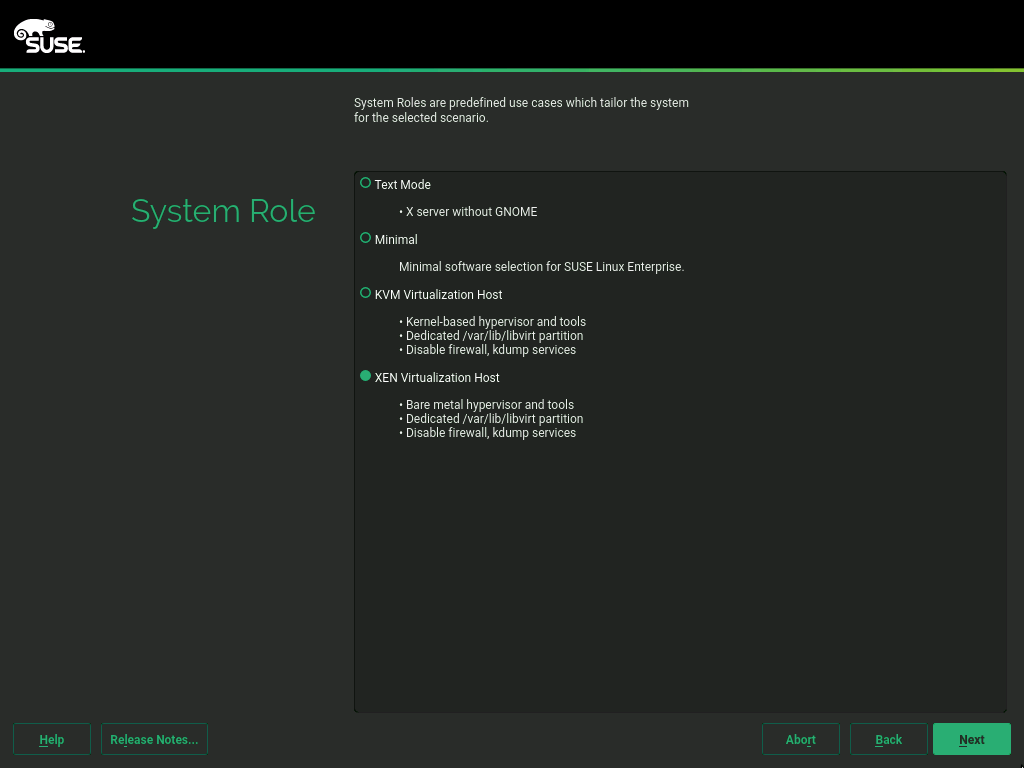 SUSE.
System Roles are predefined use cases which tailor the system
for the selected scenario.
System Role
Text Mode
• X server without GNOME
Minimal
Minimal software selection for SUSE Linux Enterprise.
KVM Virtualization Host
• Kernel-based hypervisor and tools
• Dedicated /var/lib/libvirt partition
• Disable firewall, kdump services
XEN Virtualization Host
• Bare metal hypervisor and tools
• Dedicated /var/lib/libvirt partition
• Disable firewall, kdump services
Help
Release Notes...
Abort
Back
Next